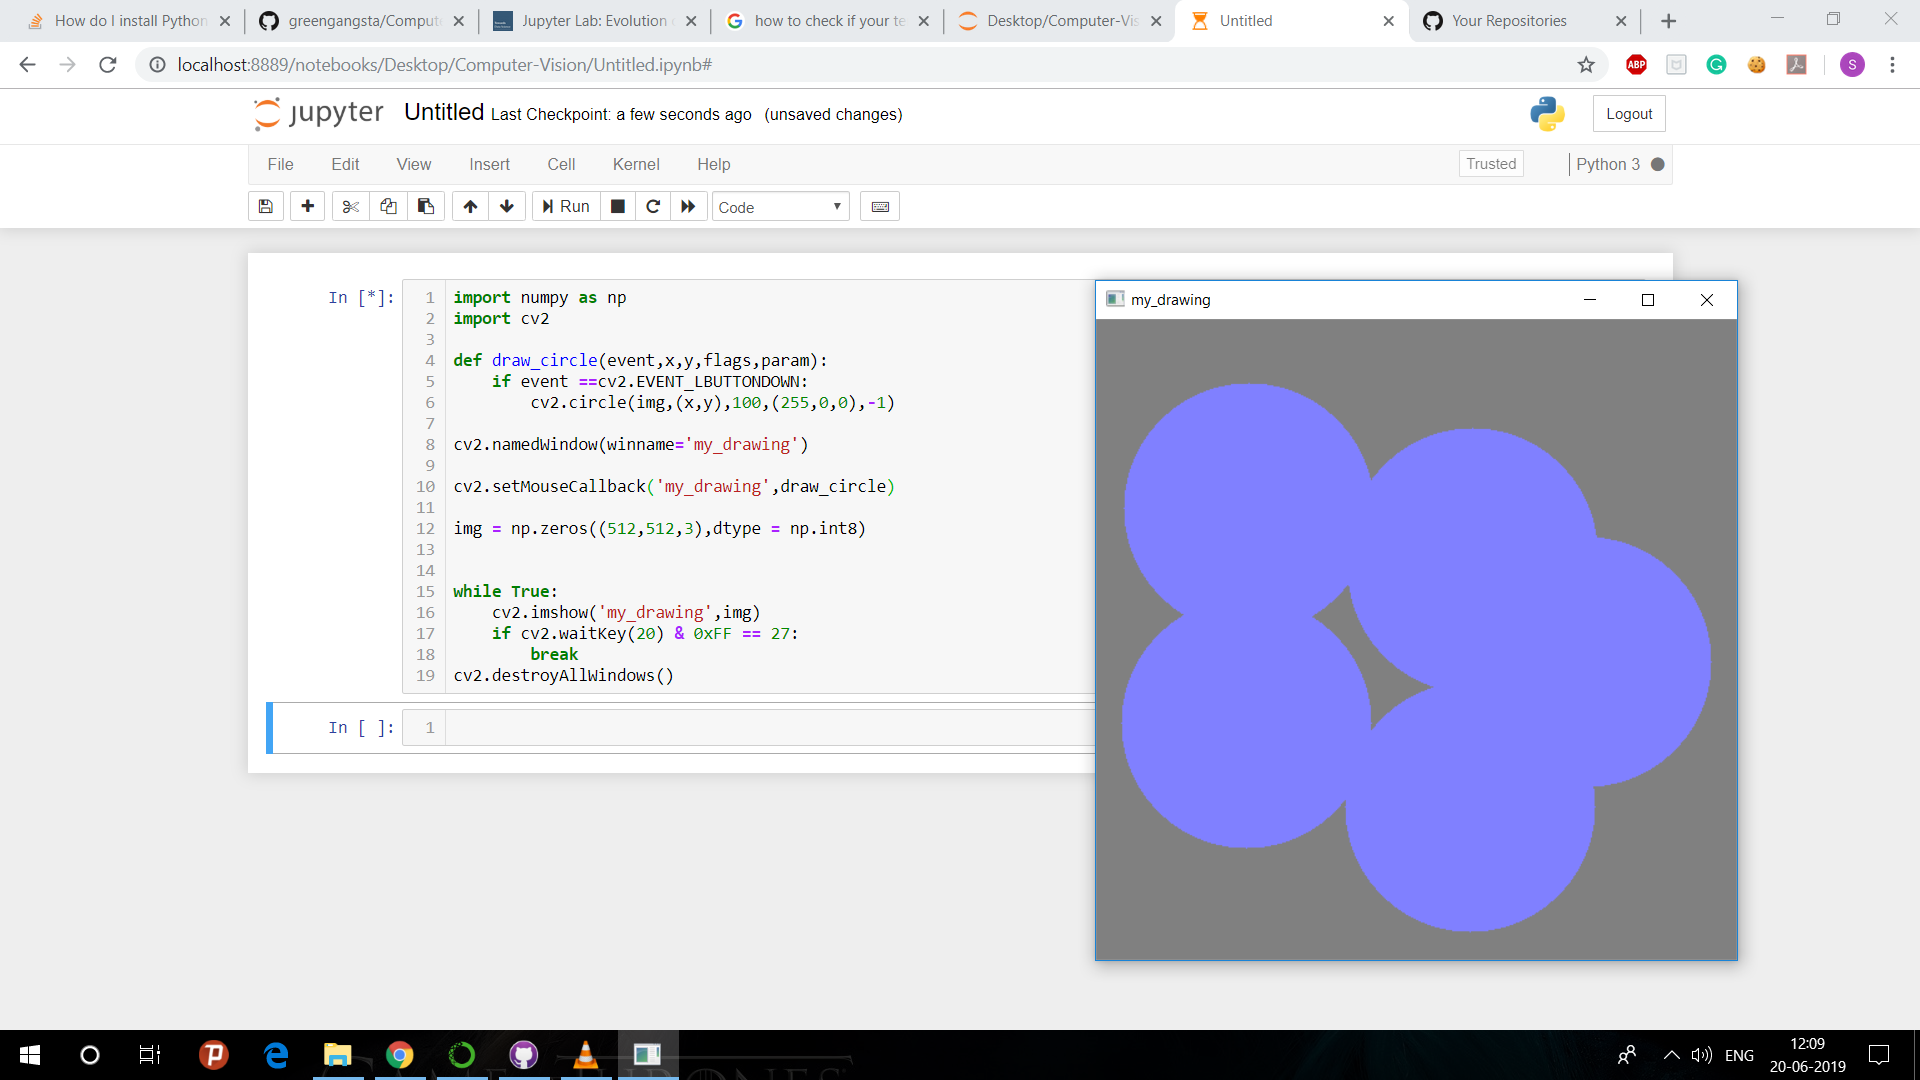 How do I install Python
greengangsta/Compute
Jupyter Lab: Evolution
how to check if your te
Desktop/Computer-Vis
Untitled
Your Repositories
localhost:8889/notebooks/Desktop/Computer-Vision/Untitled.ipynb#
ABP
G
S
jupyter Untitled Last Checkpoint: a few seconds ago (unsaved changes)
Logout
File Edit View Insert Cell Kernel Help
Trusted
Python 3
Run
Code
In [*]:
1 import numpy as np
2 import cv2
3
4 def draw_circle(event,x,y,flags,param):
5     if event ==cv2.EVENT_LBUTTONDOWN:
6         cv2.circle(img,(x,y),100,(255,0,0),-1)
7
8 cv2.namedWindow(winname='my_drawing')
9
10 cv2.setMouseCallback('my_drawing',draw_circle)
11
12 img = np.zeros((512,512,3),dtype = np.int8)
13
14
15 while True:
16     cv2.imshow('my_drawing',img)
17     if cv2.waitKey(20) & 0xFF == 27:
18         break
19 cv2.destroyAllWindows()
In [ ]:
1
my_drawing
ENG
12:09
20-06-2019